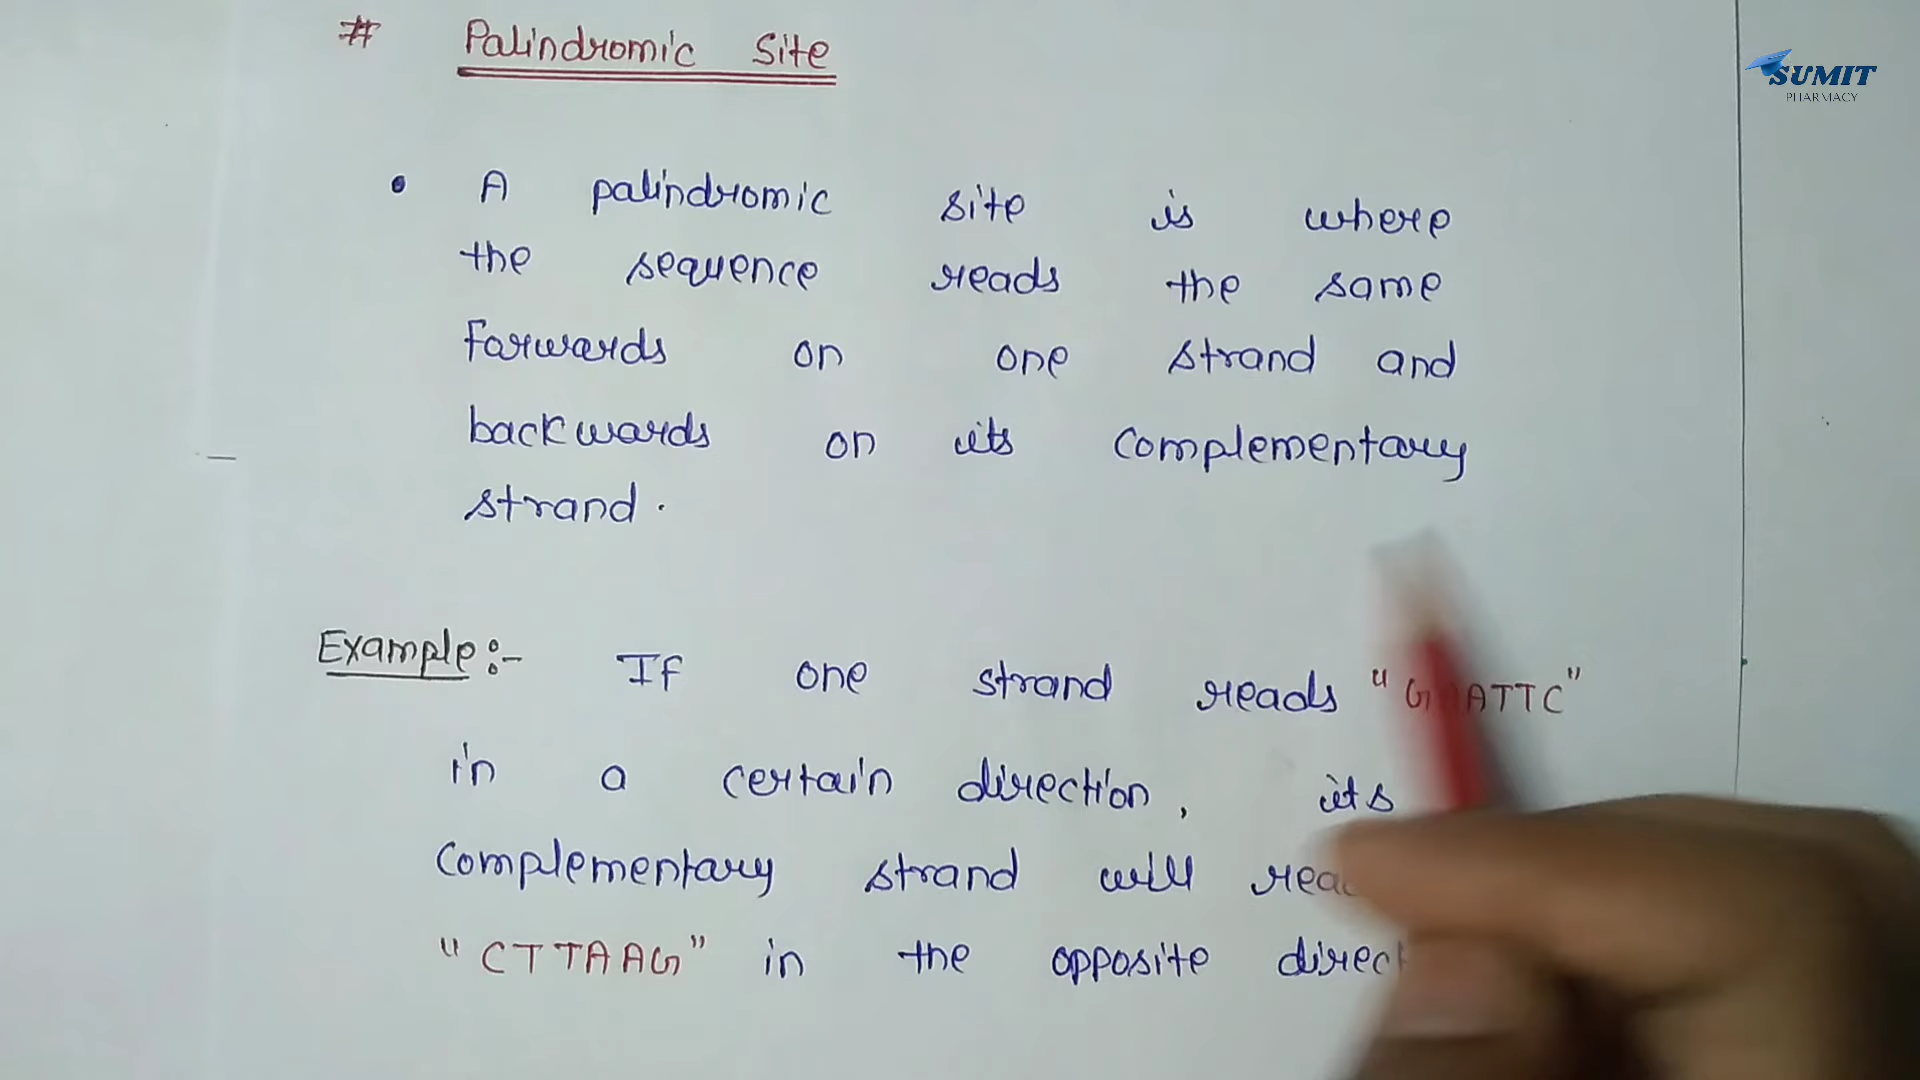 # Palindromic Site
SUMIT
PHARMACY
• A palindromic site is where
the sequence reads the same
forwards on one strand and
backwards on its complementary
strand.
Example:- If one strand reads "G ATTC"
in a certain direction, its
complementary strand will
"CTTAAG" in the opposite